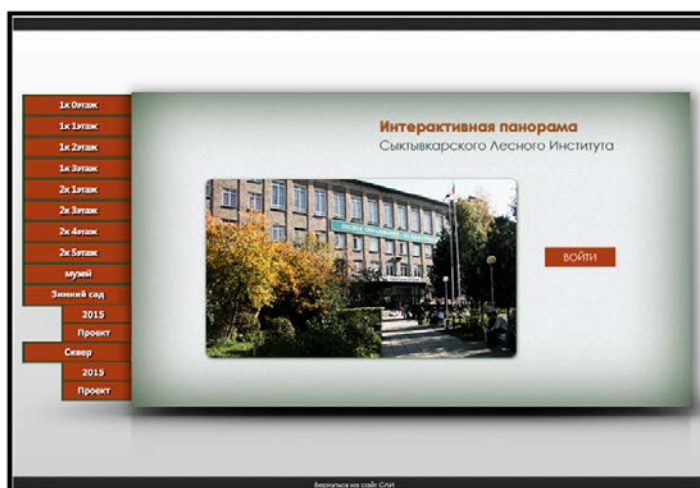 1к 0этаж
1к 1этаж
1к 2этаж
1к 3этаж
2к 1этаж
2к 3этаж
2к 4этаж
2к 5этаж
музей
Зимний сад
2015
Проект
Сквер
2015
Проект
Интерактивная панорама
Сыктывкарского Лесного Института
ВОЙТИ
Вернуться на сайт СЛИ